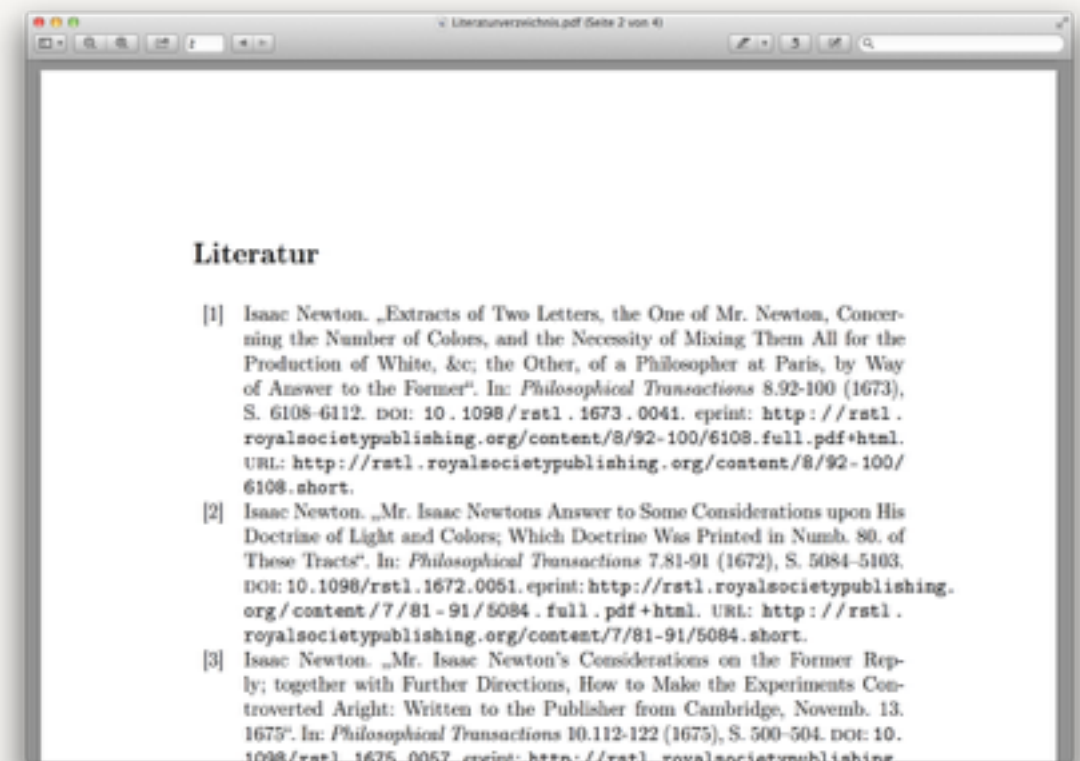 Literaturverzeichnis.pdf (Seite 2 von 4)
2
Literatur
[1] Isaac Newton. „Extracts of Two Letters, the One of Mr. Newton, Concer-
ning the Number of Colors, and the Necessity of Mixing Them All for the
Production of White, &c; the Other, of a Philosopher at Paris, by Way
of Answer to the Former“. In: Philosophical Transactions 8.92-100 (1673),
S. 6108–6112. DOI: 10.1098/rstl.1673.0041. eprint: http://rstl.
royalsocietypublishing.org/content/8/92-100/6108.full.pdf+html.
URL: http://rstl.royalsocietypublishing.org/content/8/92-100/
6108.short.
[2] Isaac Newton. „Mr. Isaac Newtons Answer to Some Considerations upon His
Doctrine of Light and Colors; Which Doctrine Was Printed in Numb. 80. of
These Tracts“. In: Philosophical Transactions 7.81-91 (1672), S. 5084–5103.
DOI: 10.1098/rstl.1672.0051. eprint: http://rstl.royalsocietypublishing.
org/content/7/81-91/5084.full.pdf+html. URL: http://rstl.
royalsocietypublishing.org/content/7/81-91/5084.short.
[3] Isaac Newton. „Mr. Isaac Newton's Considerations on the Former Rep-
ly; together with Further Directions, How to Make the Experiments Con-
troverted Aright: Written to the Publisher from Cambridge, Novemb. 13.
1675“. In: Philosophical Transactions 10.112-122 (1675), S. 500–504. DOI: 10.
1098/rstl.1675.0057. eprint: http://rstl.royalsocietypublishing.